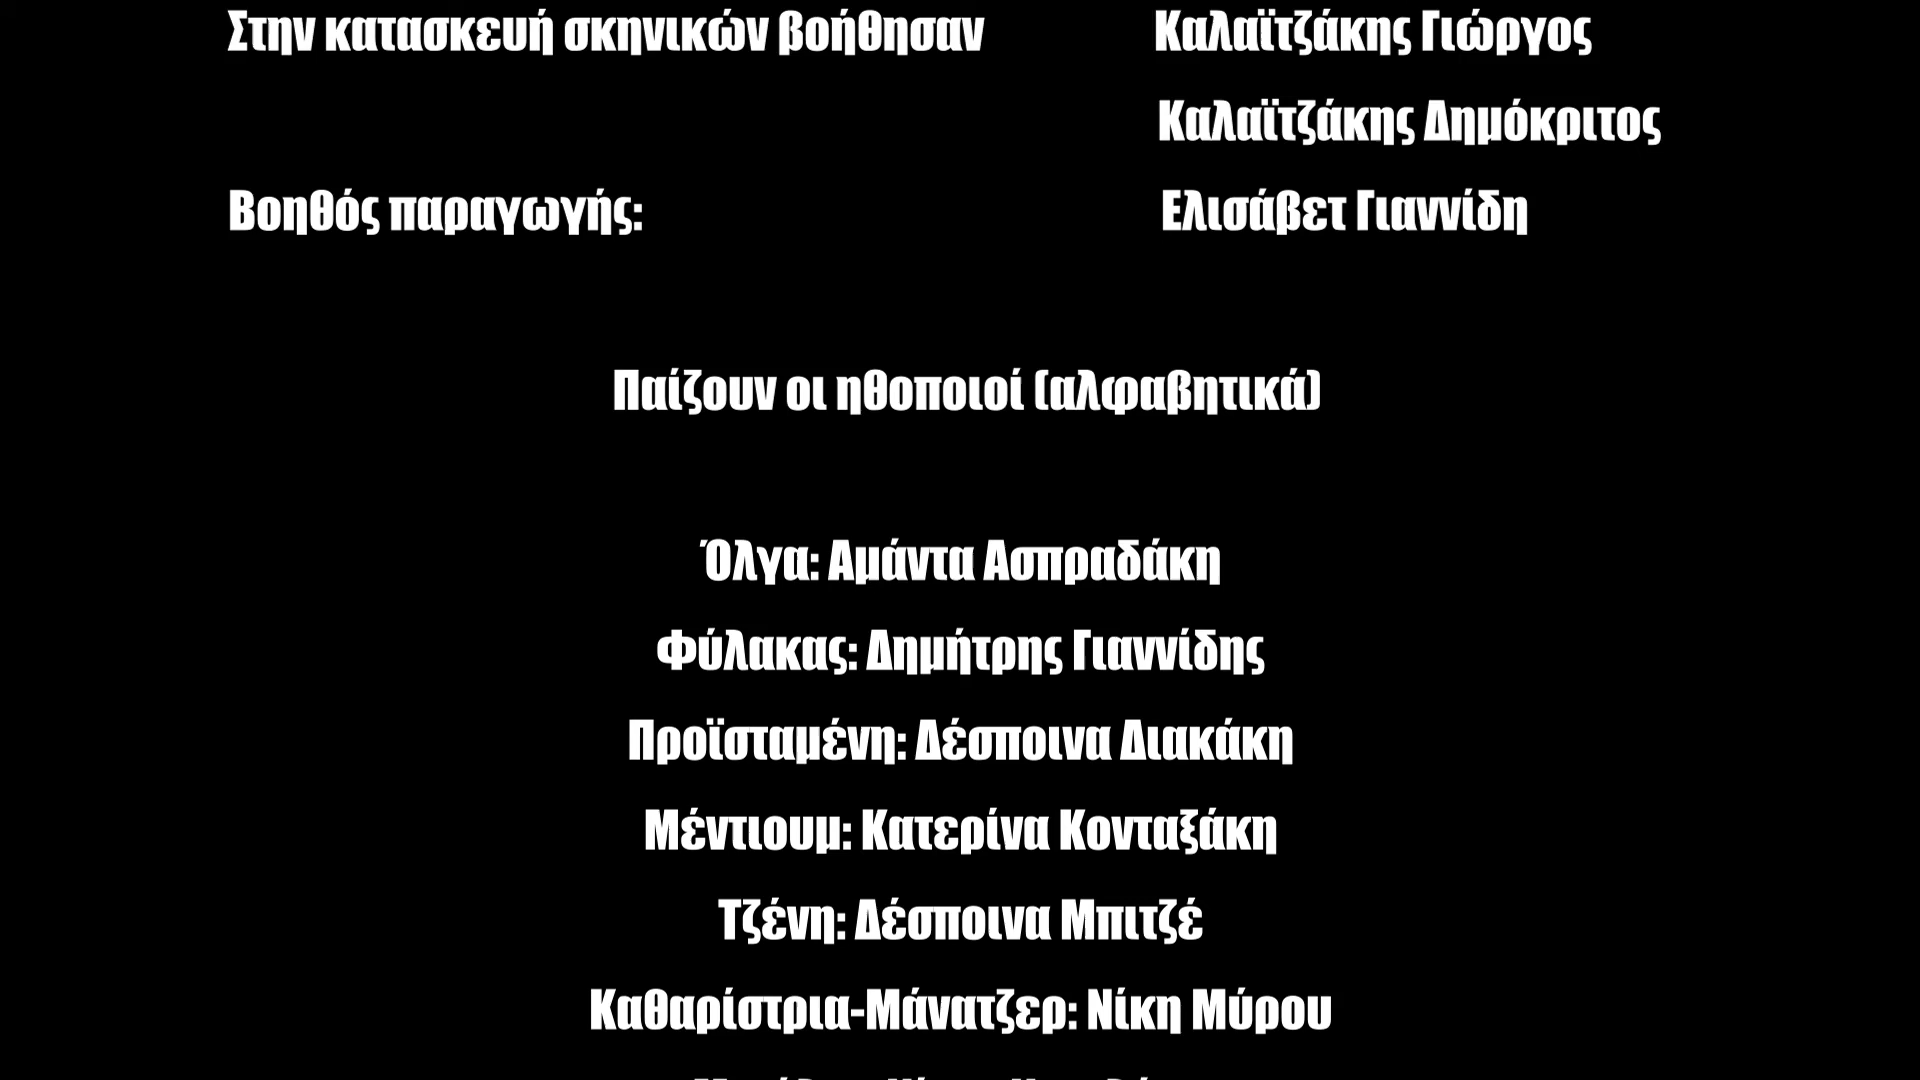 Στην κατασκευή σκηνικών βοήθησαν Καλαϊτζάκης Γιώργος
Καλαϊτζάκης Δημόκριτος
Βοηθός παραγωγής: Ελισάβετ Γιαννίδη
Παίζουν οι ηθοποιοί (αλφαβητικά)
Όλγα: Αμάντα Ασπραδάκη
Φύλακας: Δημήτρης Γιαννίδης
Προϊσταμένη: Δέσποινα Διακάκη
Μέντιουμ: Κατερίνα Κονταξάκη
Τζένη: Δέσποινα Μπιτζέ
Καθαρίστρια-Μάνατζερ: Νίκη Μύρου